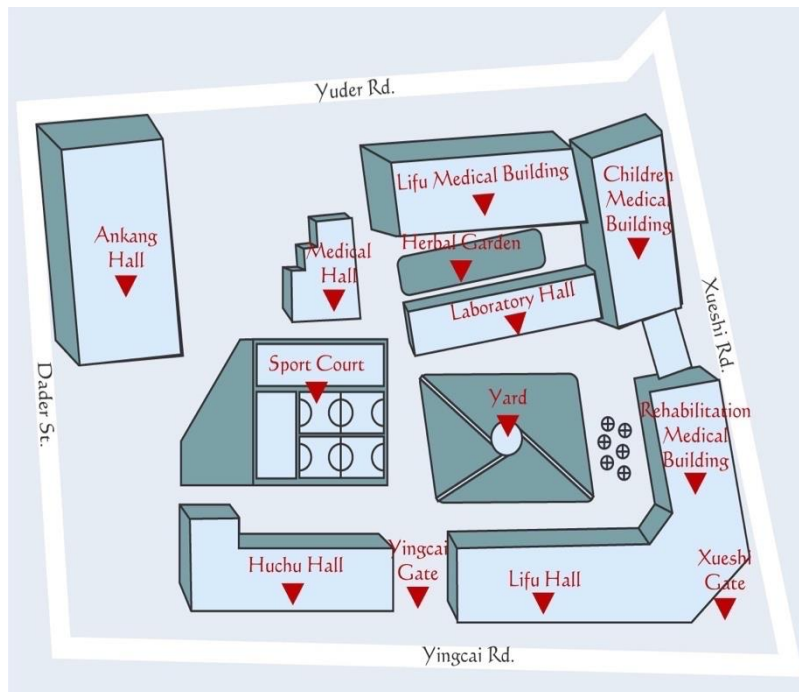 Yuder Rd.
Lifu Medical Building
Children
Medical
Building
Ankang
Hall
Medical
Hall
Herbal Garden
Laboratory Hall
Xueshi Rd.
Dader St.
Sport Court
Yard
Rehabilitation
Medical
Building
Huchu Hall
Yingcai
Gate
Lifu Hall
Xueshi
Gate
Yingcai Rd.